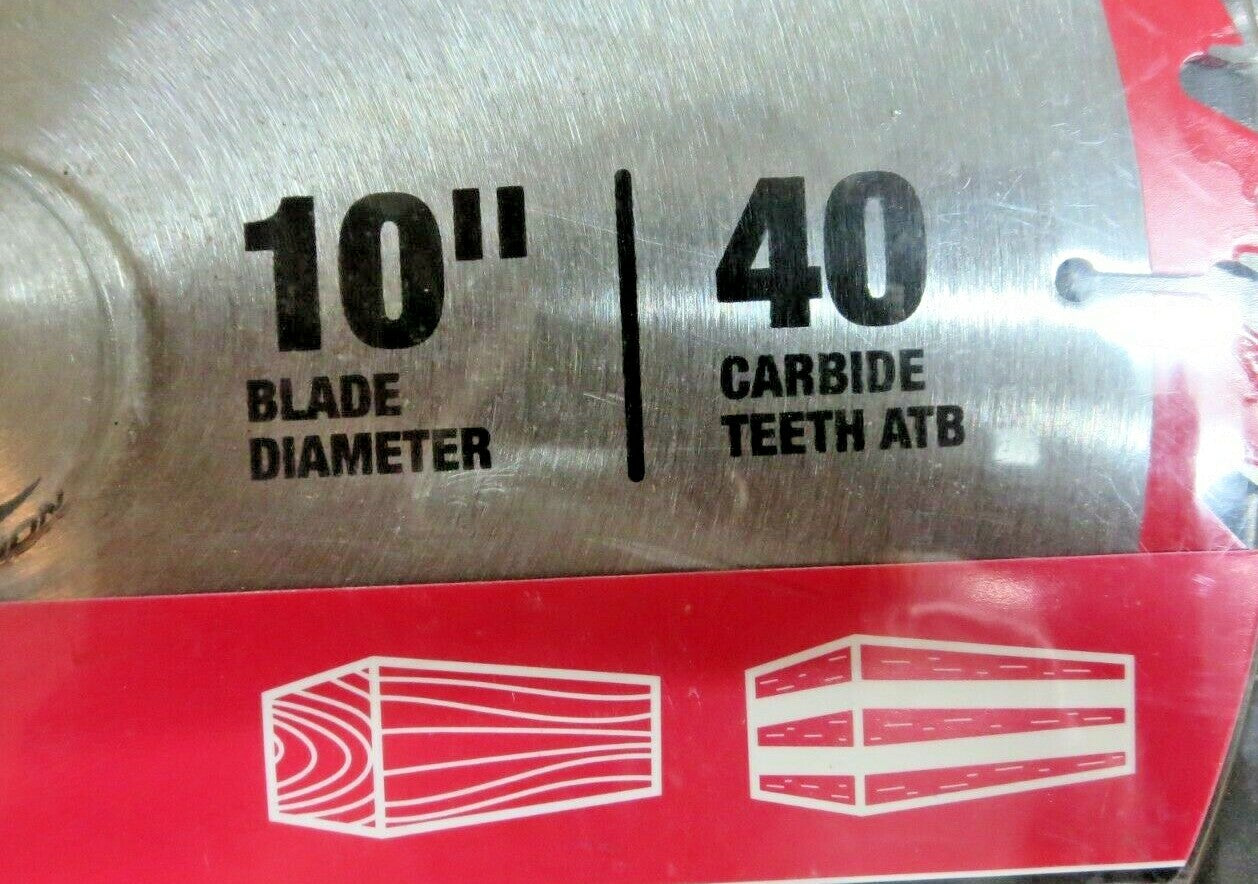 10" 40
BLADE CARBIDE
DIAMETER TEETH ATB